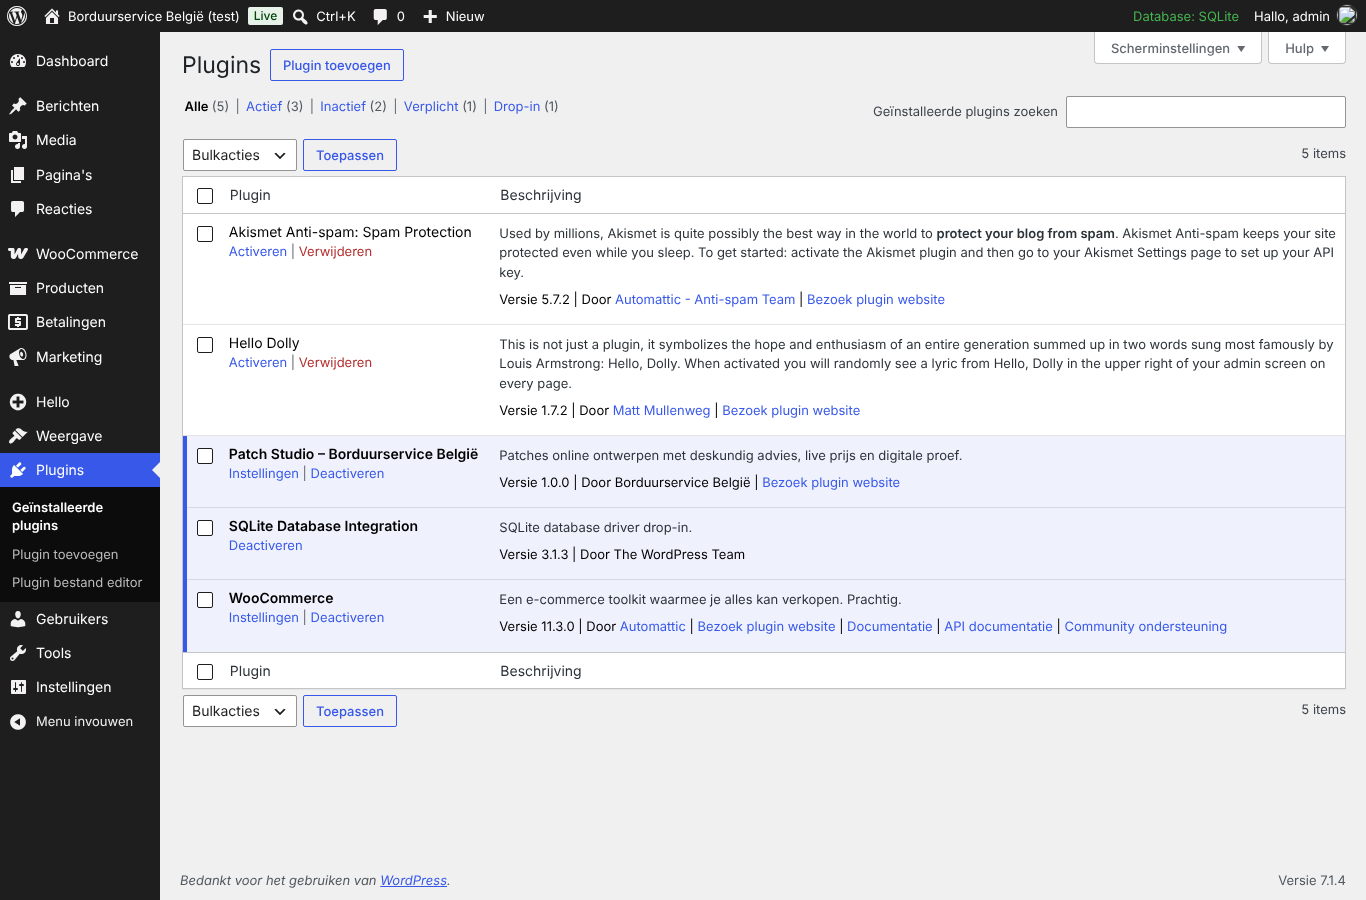 Borduurservice België (test) Live Ctrl+K 0 Nieuw Database: SQLite Hallo, admin
Dashboard
Berichten
Media
Pagina's
Reacties
WooCommerce
Producten
Betalingen
Marketing
Hello
Weergave
Plugins
Geïnstalleerde
plugins
Plugin toevoegen
Plugin bestand editor
Gebruikers
Tools
Instellingen
Menu invouwen
Scherminstellingen Hulp
Plugins Plugin toevoegen
Alle (5) | Actief (3) | Inactief (2) | Verplicht (1) | Drop-in (1)
Geïnstalleerde plugins zoeken
Bulkacties Toepassen 5 items
Plugin Beschrijving
Akismet Anti-spam: Spam Protection
Activeren | Verwijderen
Used by millions, Akismet is quite possibly the best way in the world to protect your blog from spam. Akismet Anti-spam keeps your site
protected even while you sleep. To get started: activate the Akismet plugin and then go to your Akismet Settings page to set up your API
key.
Versie 5.7.2 | Door Automattic - Anti-spam Team | Bezoek plugin website
Hello Dolly
Activeren | Verwijderen
This is not just a plugin, it symbolizes the hope and enthusiasm of an entire generation summed up in two words sung most famously by
Louis Armstrong: Hello, Dolly. When activated you will randomly see a lyric from Hello, Dolly in the upper right of your admin screen on
every page.
Versie 1.7.2 | Door Matt Mullenweg | Bezoek plugin website
Patch Studio – Borduurservice België
Instellingen | Deactiveren
Patches online ontwerpen met deskundig advies, live prijs en digitale proef.
Versie 1.0.0 | Door Borduurservice België | Bezoek plugin website
SQLite Database Integration
Deactiveren
SQLite database driver drop-in.
Versie 3.1.3 | Door The WordPress Team
WooCommerce
Instellingen | Deactiveren
Een e-commerce toolkit waarmee je alles kan verkopen. Prachtig.
Versie 11.3.0 | Door Automattic | Bezoek plugin website | Documentatie | API documentatie | Community ondersteuning
Plugin Beschrijving
Bulkacties Toepassen 5 items
Bedankt voor het gebruiken van WordPress. Versie 7.1.4